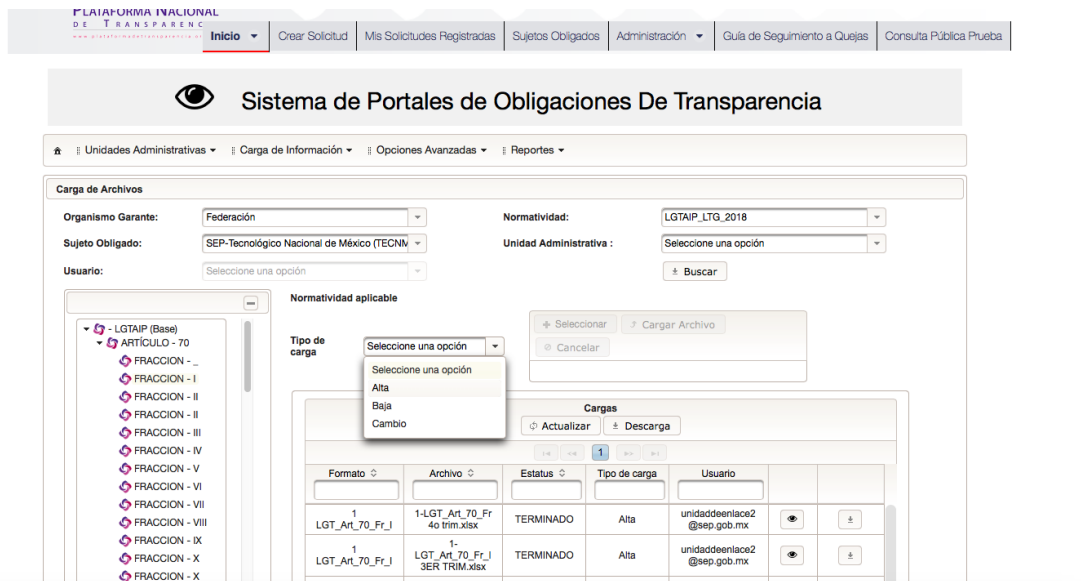 PLATAFORMA NACIONAL
DE TRANSPARENC
Inicio
Crear Solicitud
Mis Solicitudes Registradas
Sujetos Obligados
Administración
Guía de Seguimiento a Quejas
Consulta Pública Prueba
Sistema de Portales de Obligaciones De Transparencia
Unidades Administrativas
Carga de Información
Opciones Avanzadas
Reportes
Carga de Archivos
Organismo Garante:
Federación
Normatividad:
LGTAIP_LTG_2018
Sujeto Obligado:
SEP-Tecnológico Nacional de México (TECNM
Unidad Administrativa :
Seleccione una opción
Usuario:
Seleccione una opción
Buscar
- LGTAIP (Base)
ARTÍCULO - 70
FRACCION - _
FRACCION - I
FRACCION - II
FRACCION - II
FRACCION - III
FRACCION - IV
FRACCION - V
FRACCION - VI
FRACCION - VII
FRACCION - VIII
FRACCION - IX
FRACCION - X
FRACCION - X
Normatividad aplicable
Tipo de
carga
Seleccione una opción
Seleccione una opción
Alta
Baja
Cambio
Seleccionar
Cargar Archivo
Cancelar
Cargas
Actualizar
Descarga
1
Formato
Archivo
Estatus
Tipo de carga
Usuario
1
LGT_Art_70_Fr_I
1-LGT_Art_70_Fr
4o trim.xlsx
TERMINADO
Alta
unidaddeenlace2
@sep.gob.mx
1
LGT_Art_70_Fr_I
1-
LGT_Art_70_Fr_I
3ER TRIM.xlsx
TERMINADO
Alta
unidaddeenlace2
@sep.gob.mx